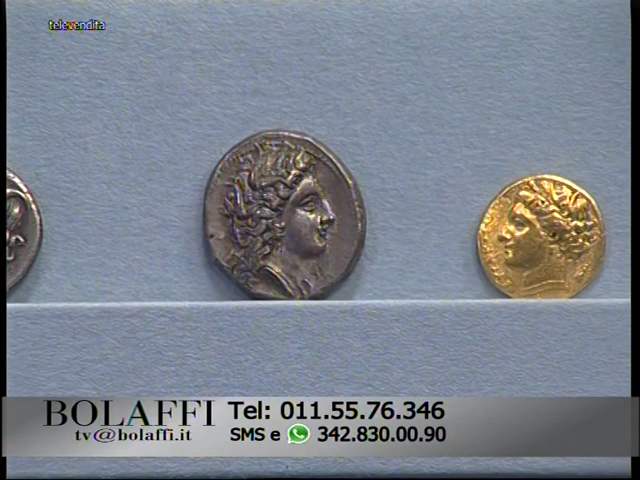 televendita
BOLAFFI
tv@bolaffi.it
Tel: 011.55.76.346
SMS e 342.830.00.90